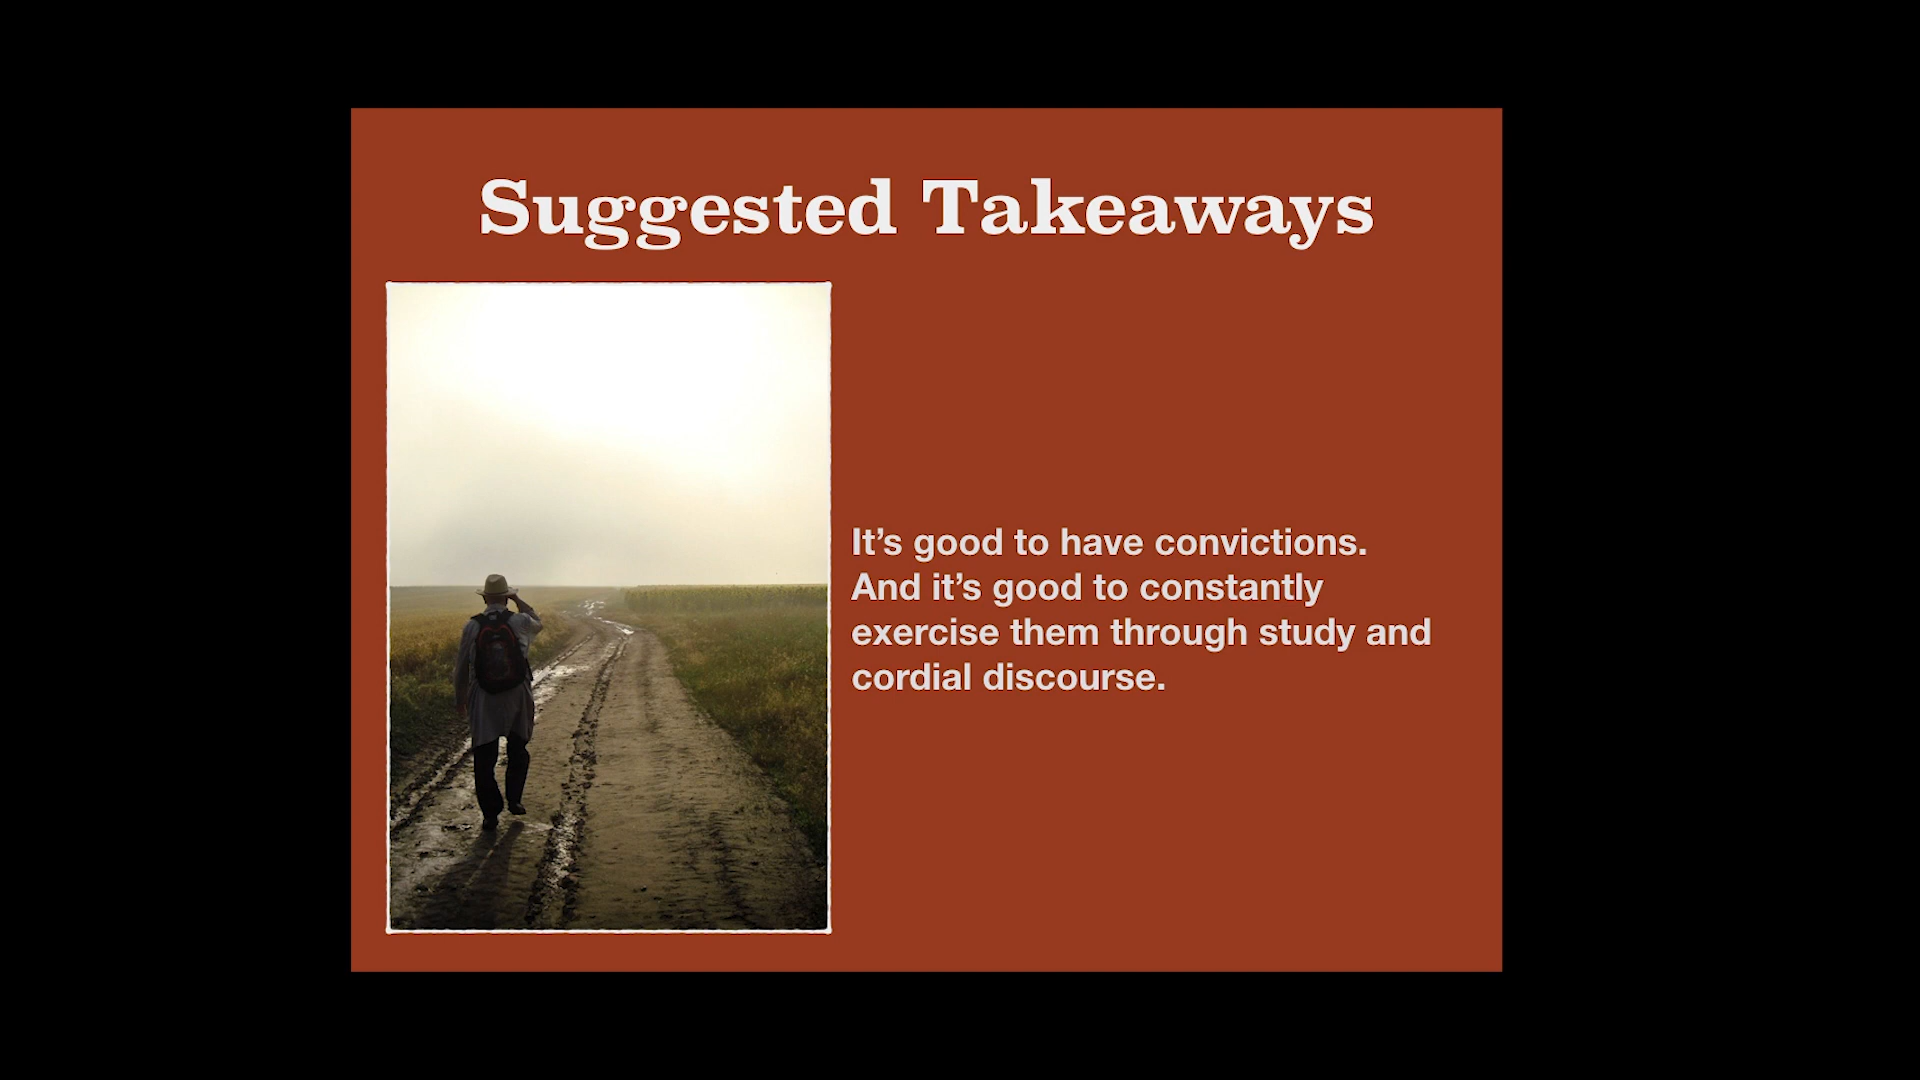 Suggested Takeaways
It’s good to have convictions.
And it’s good to constantly
exercise them through study and
cordial discourse.